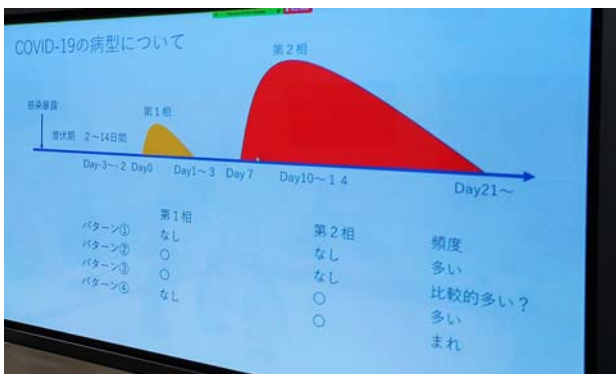 COVID-19の病型について
第2相
感染暴露
第1相
潜伏期 2～14日間
Day-3～-2 Day0 Day1～3 Day 7 Day10～14 Day21～
第1相 第2相 頻度
パターン① なし なし 多い
パターン② ○ なし 比較的多い?
パターン③ ○ ○ 多い
パターン④ なし ○ まれ